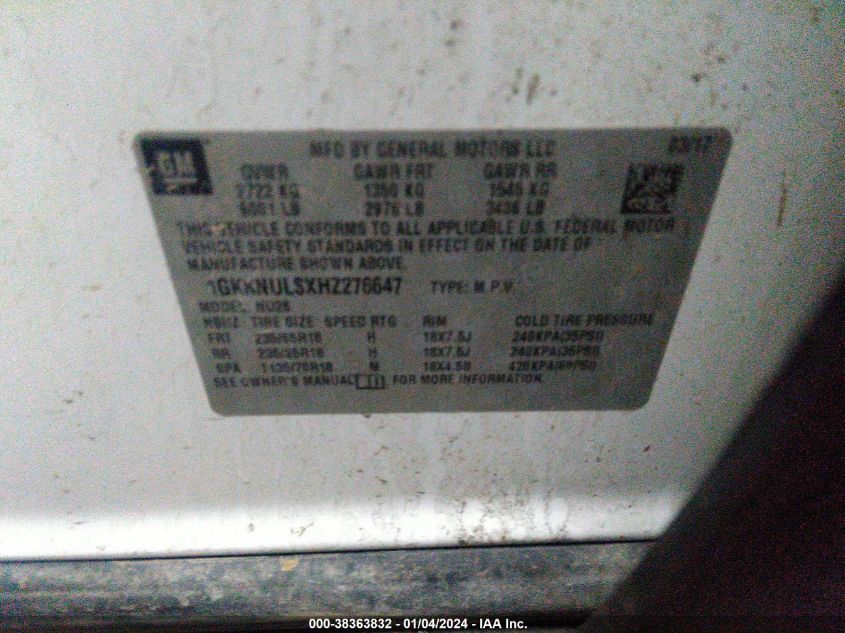 GM
MFD BY GENERAL MOTORS LLC 03/17
GVWR GAWR FRT GAWR RR
2722 KG 1350 KG KG
6001 LB 2976 LB LB
THIS VEHICLE CONFORMS TO ALL APPLICABLE U.S. FEDERAL MOTOR
VEHICLE SAFETY STANDARDS IN EFFECT ON THE DATE OF
MANUFACTURE SHOWN ABOVE.
1GKKNULSXHZ276647 TYPE: M.P.V.
MODEL:
TIRE SIZE SPEED RTG RIM COLD TIRE PRESSURE
FRT 235/65R18 H 18X7.5J 240KPA(35PSI)
RR H 18X7.5J 240KPA(35PSI)
SPA T135/70R18 M 18X4.5B 420KPA(60PSI)
SEE OWNER'S MANUAL FOR MORE INFORMATION.
000-38363832 - 01/04/2024 - IAA Inc.